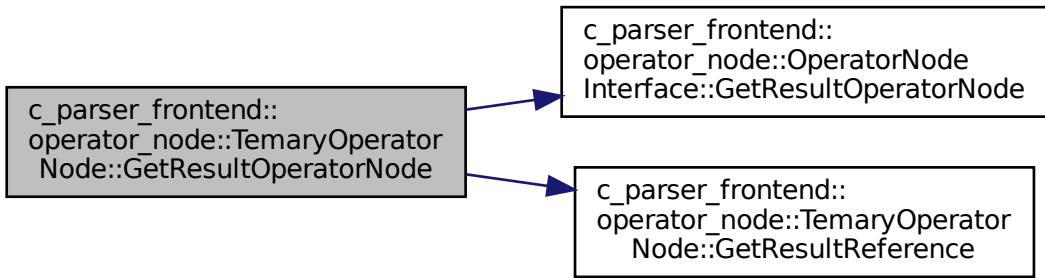 c_parser_frontend::
operator_node::TemaryOperator
Node::GetResultOperatorNode
c_parser_frontend::
operator_node::OperatorNode
Interface::GetResultOperatorNode
c_parser_frontend::
operator_node::TemaryOperator
Node::GetResultReference